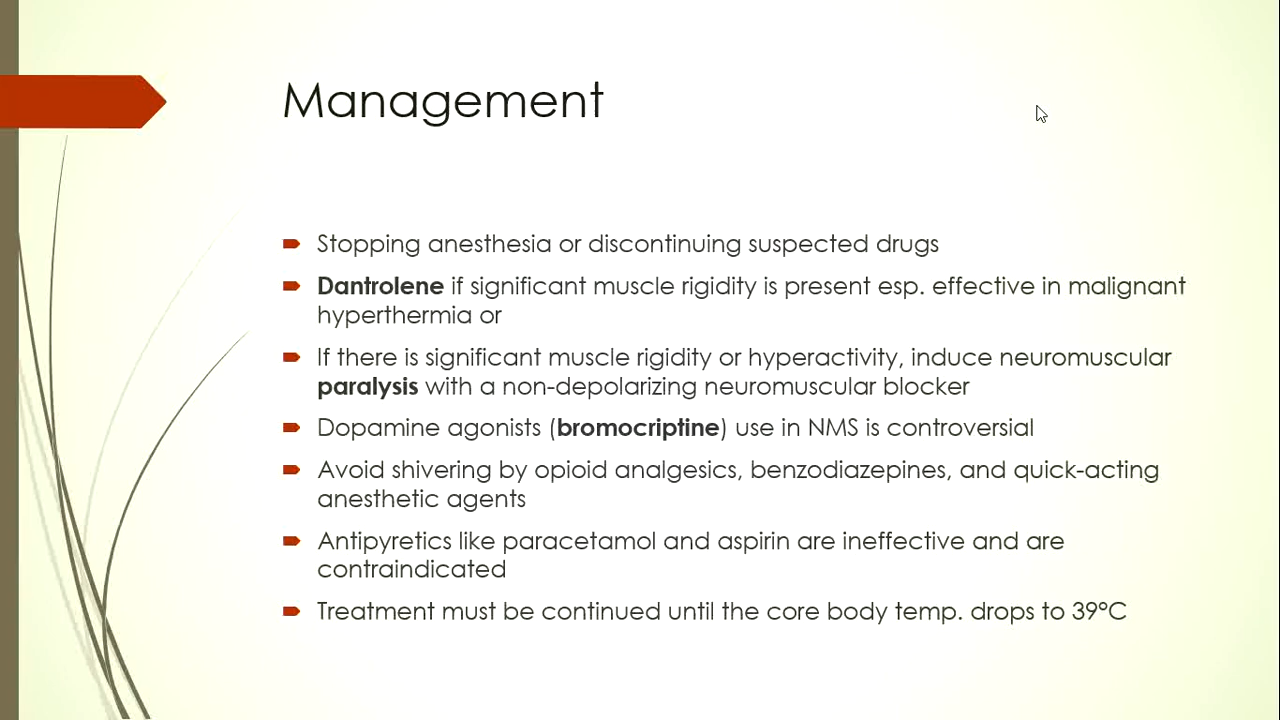 Management
Stopping anesthesia or discontinuing suspected drugs
Dantrolene if significant muscle rigidity is present esp. effective in malignant
hyperthermia or
If there is significant muscle rigidity or hyperactivity, induce neuromuscular
paralysis with a non-depolarizing neuromuscular blocker
Dopamine agonists (bromocriptine) use in NMS is controversial
Avoid shivering by opioid analgesics, benzodiazepines, and quick-acting
anesthetic agents
Antipyretics like paracetamol and aspirin are ineffective and are
contraindicated
Treatment must be continued until the core body temp. drops to 39°C